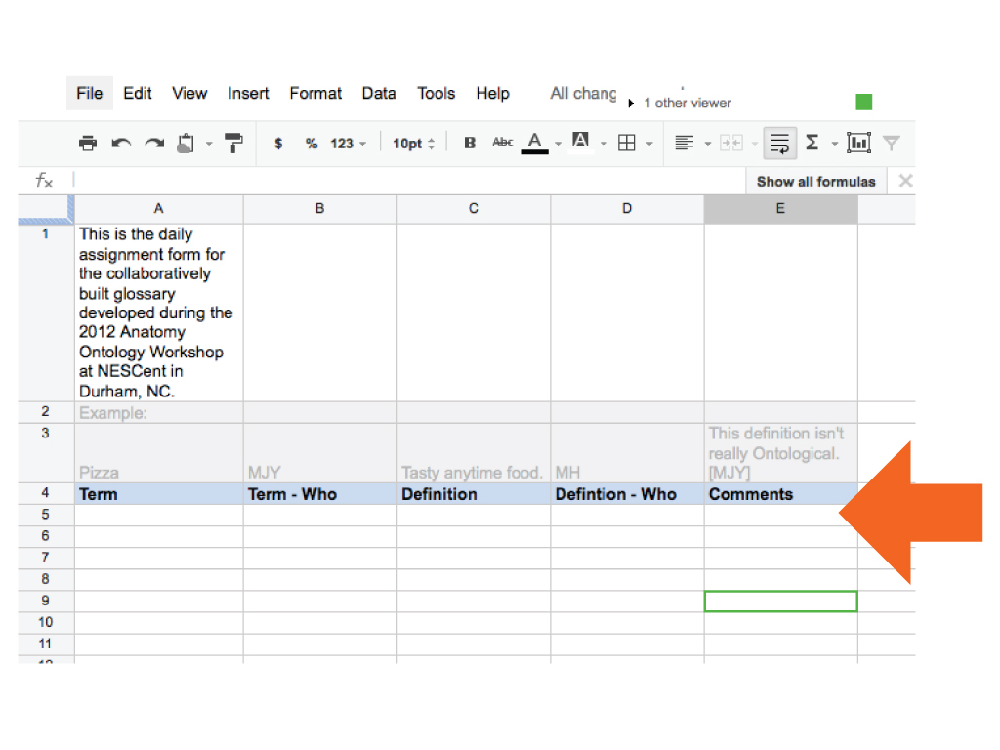 File Edit View Insert Format Data Tools Help All chang
1 other viewer
$ % 123 10pt B Abc A A Σ
fx Show all formulas
A B C D E
1 This is the daily
assignment form for
the collaboratively
built glossary
developed during the
2012 Anatomy
Ontology Workshop
at NESCent in
Durham, NC.
2 Example:
3 This definition isn't
really Ontological.
Pizza MJY Tasty anytime food. MH [MJY]
4 Term Term - Who Definition Defintion - Who Comments
5
6
7
8
9
10
11